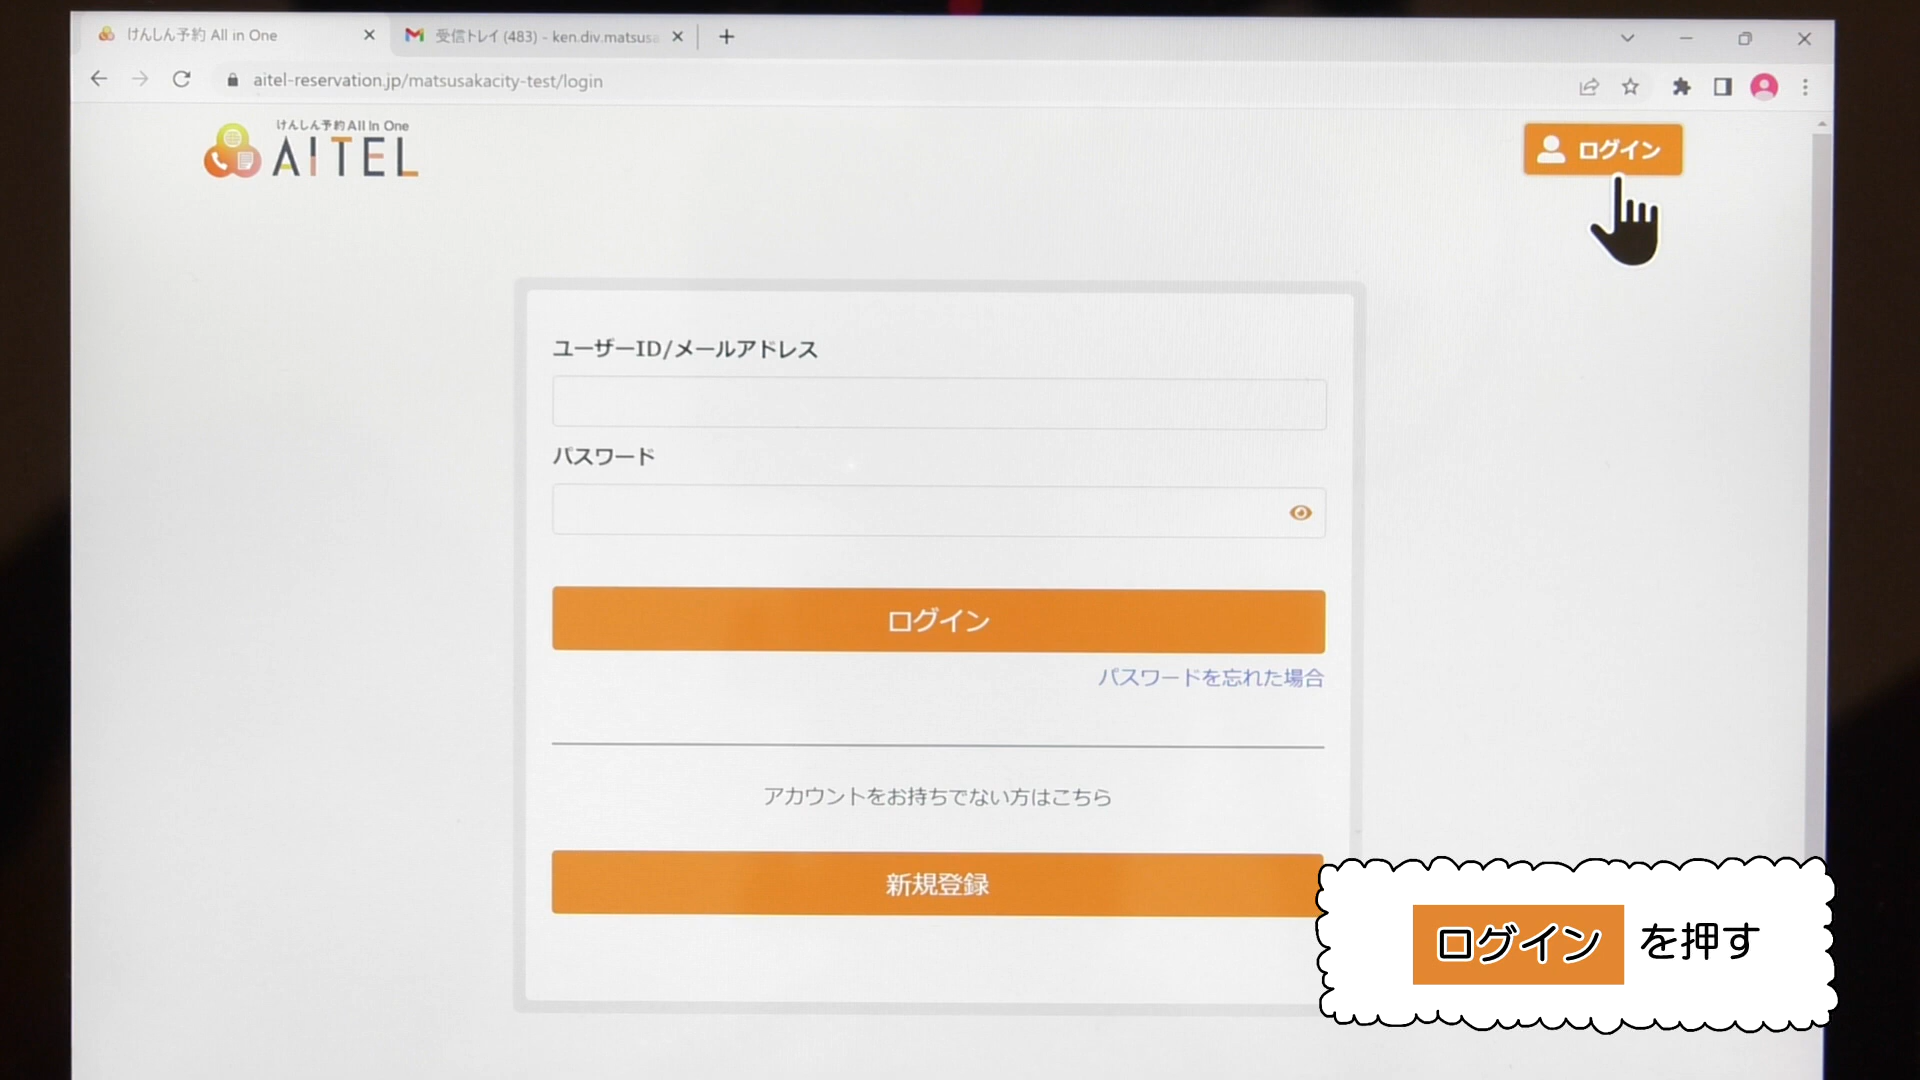 けんしん予約 All in One
受信トレイ (483) - ken.div.matsusa
aitel-reservation.jp/matsusakacity-test/login
けんしん予約 All In One
AITEL
ログイン
ユーザーID/メールアドレス
パスワード
ログイン
パスワードを忘れた場合
アカウントをお持ちでない方はこちら
新規登録
ログイン を押す